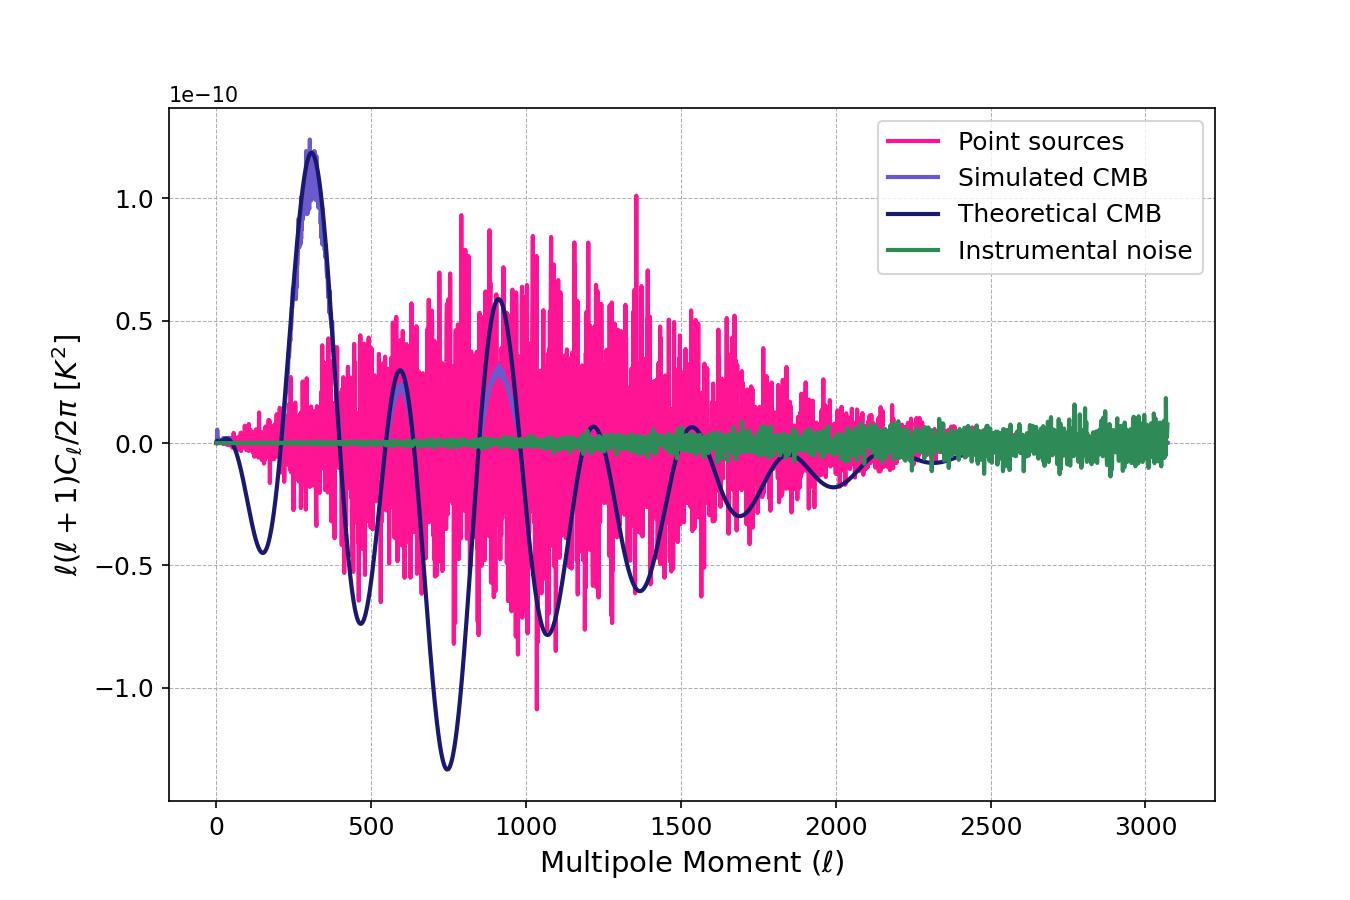 1e−10
Point sources
Simulated CMB
Theoretical CMB
Instrumental noise
1.0
0.5
0.0
−0.5
−1.0
ℓ(ℓ + 1)Cℓ/2π [K²]
0 500 1000 1500 2000 2500 3000
Multipole Moment (ℓ)